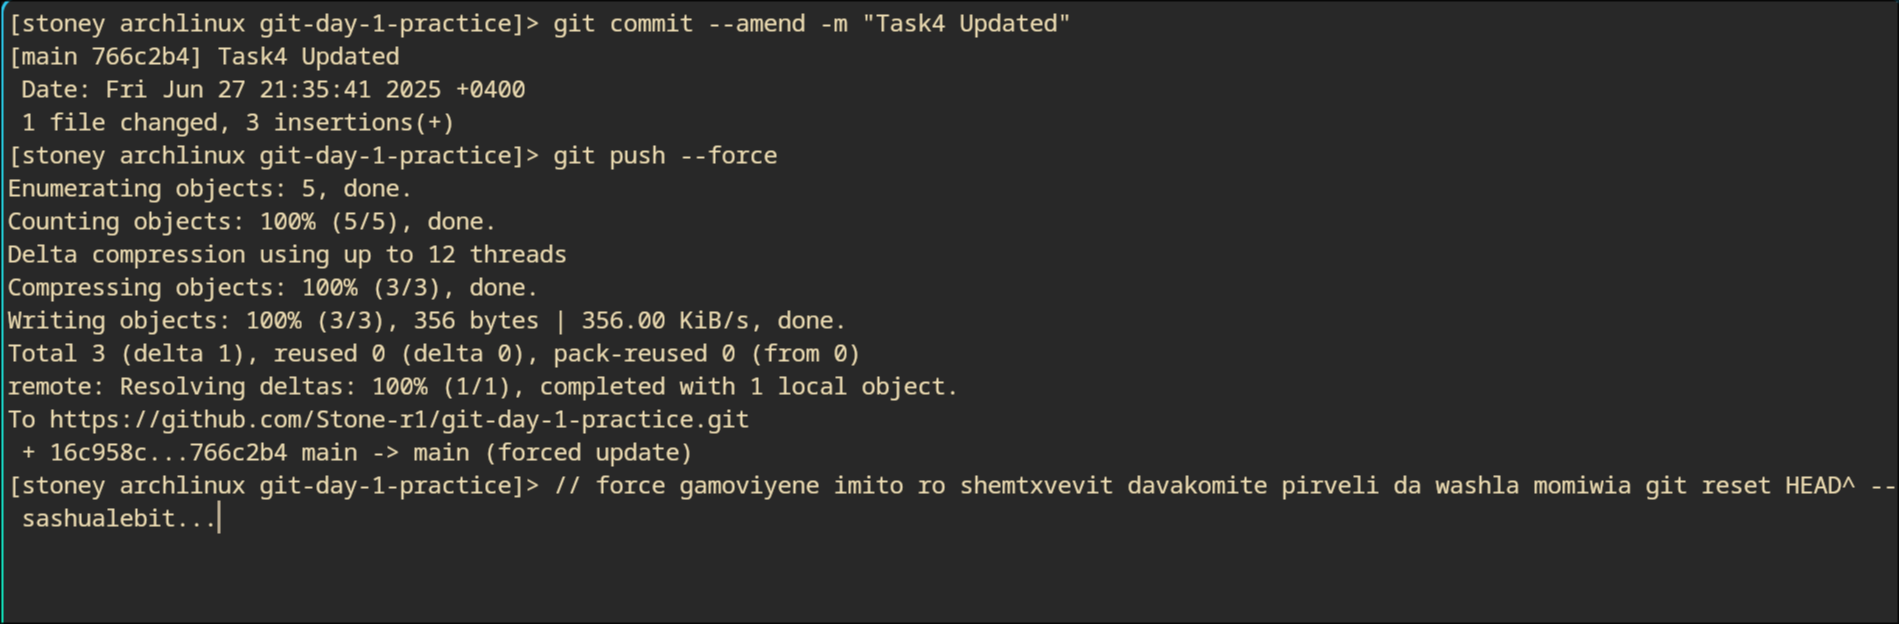 [stoney archlinux git-day-1-practice]> git commit --amend -m "Task4 Updated"
[main 766c2b4] Task4 Updated
 Date: Fri Jun 27 21:35:41 2025 +0400
 1 file changed, 3 insertions(+)
[stoney archlinux git-day-1-practice]> git push --force
Enumerating objects: 5, done.
Counting objects: 100% (5/5), done.
Delta compression using up to 12 threads
Compressing objects: 100% (3/3), done.
Writing objects: 100% (3/3), 356 bytes | 356.00 KiB/s, done.
Total 3 (delta 1), reused 0 (delta 0), pack-reused 0 (from 0)
remote: Resolving deltas: 100% (1/1), completed with 1 local object.
To https://github.com/Stone-r1/git-day-1-practice.git
 + 16c958c...766c2b4 main -> main (forced update)
[stoney archlinux git-day-1-practice]> // force gamoviyene imito ro shemtxvevit davakomite pirveli da washla momiwia git reset HEAD^ --
 sashualebit...